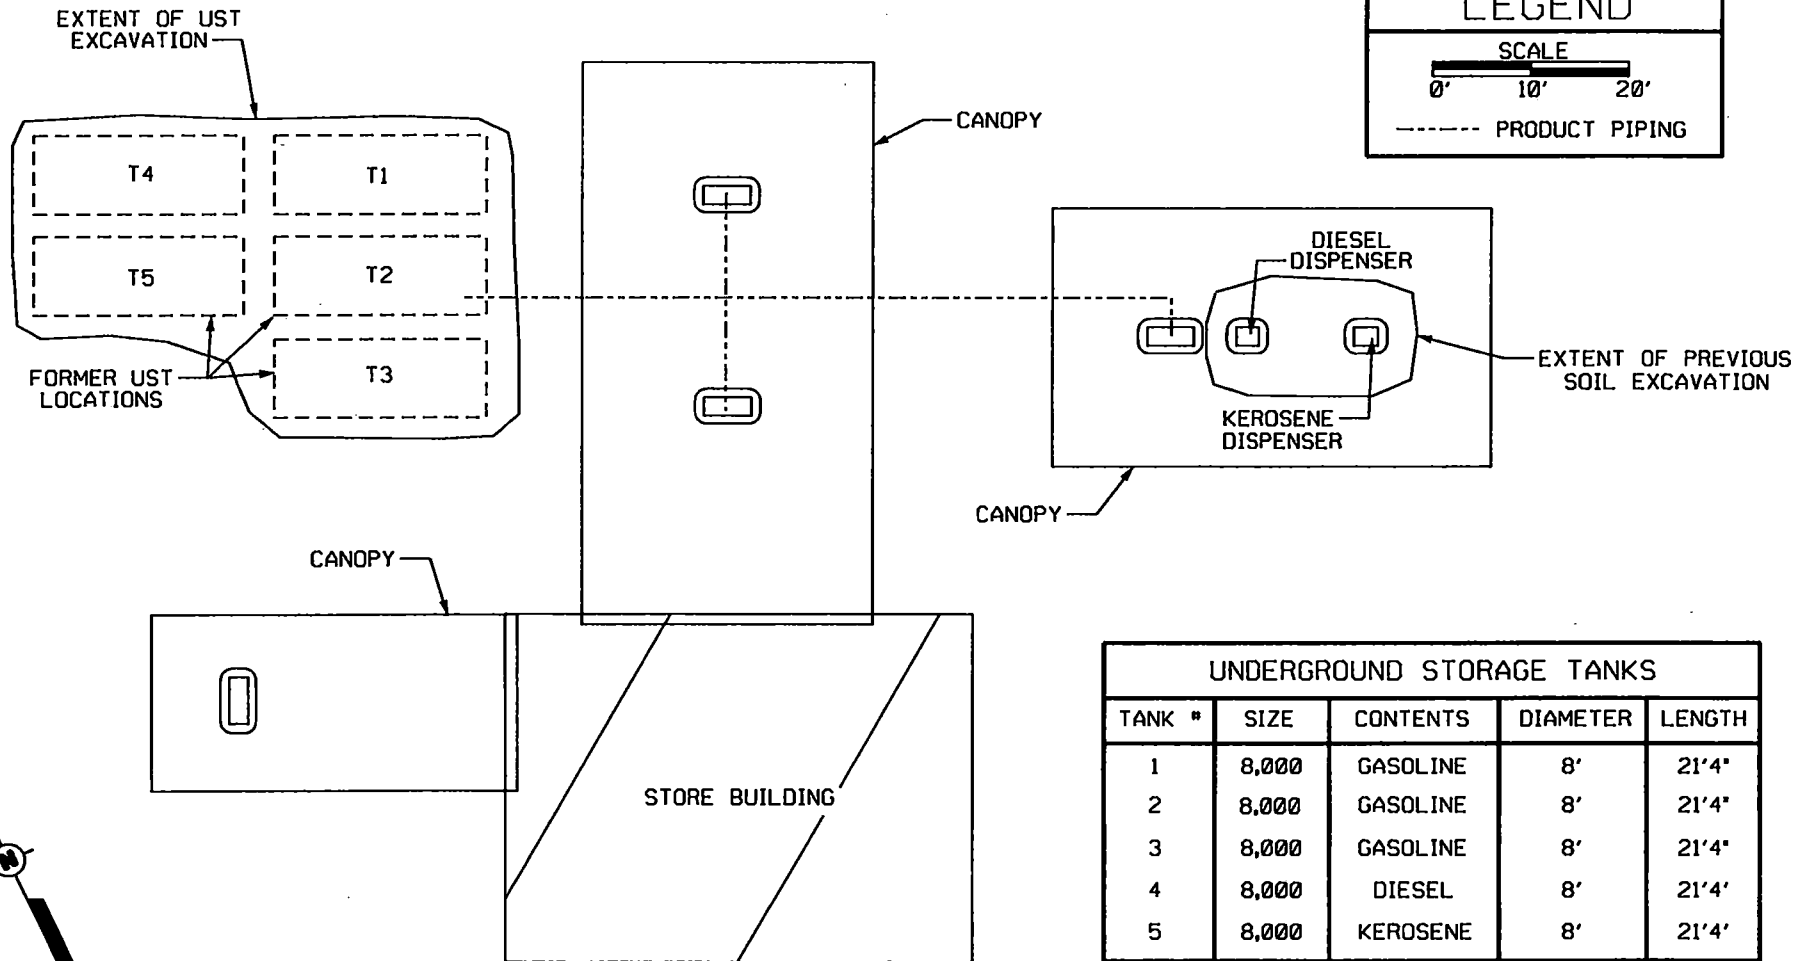 EXTENT OF UST
EXCAVATION
LEGEND
SCALE
0' 10' 20'
PRODUCT PIPING
CANOPY
T4
T1
T5
T2
T3
FORMER UST
LOCATIONS
DIESEL
DISPENSER
KEROSENE
DISPENSER
EXTENT OF PREVIOUS
SOIL EXCAVATION
CANOPY
CANOPY
STORE BUILDING
N
UNDERGROUND STORAGE TANKS
TANK # SIZE CONTENTS DIAMETER LENGTH
1 8,000 GASOLINE 8' 21'4"
2 8,000 GASOLINE 8' 21'4"
3 8,000 GASOLINE 8' 21'4"
4 8,000 DIESEL 8' 21'4'
5 8,000 KEROSENE 8' 21'4'